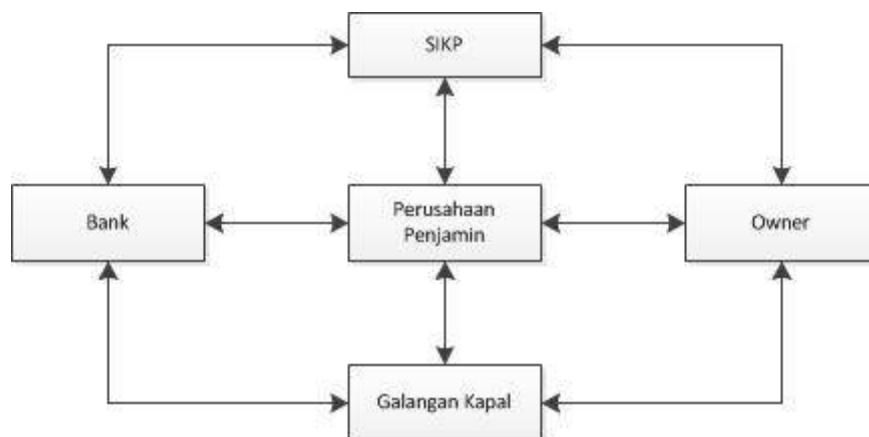 SIKP
Bank
Perusahaan
Penjamin
Owner
Galangan Kapal